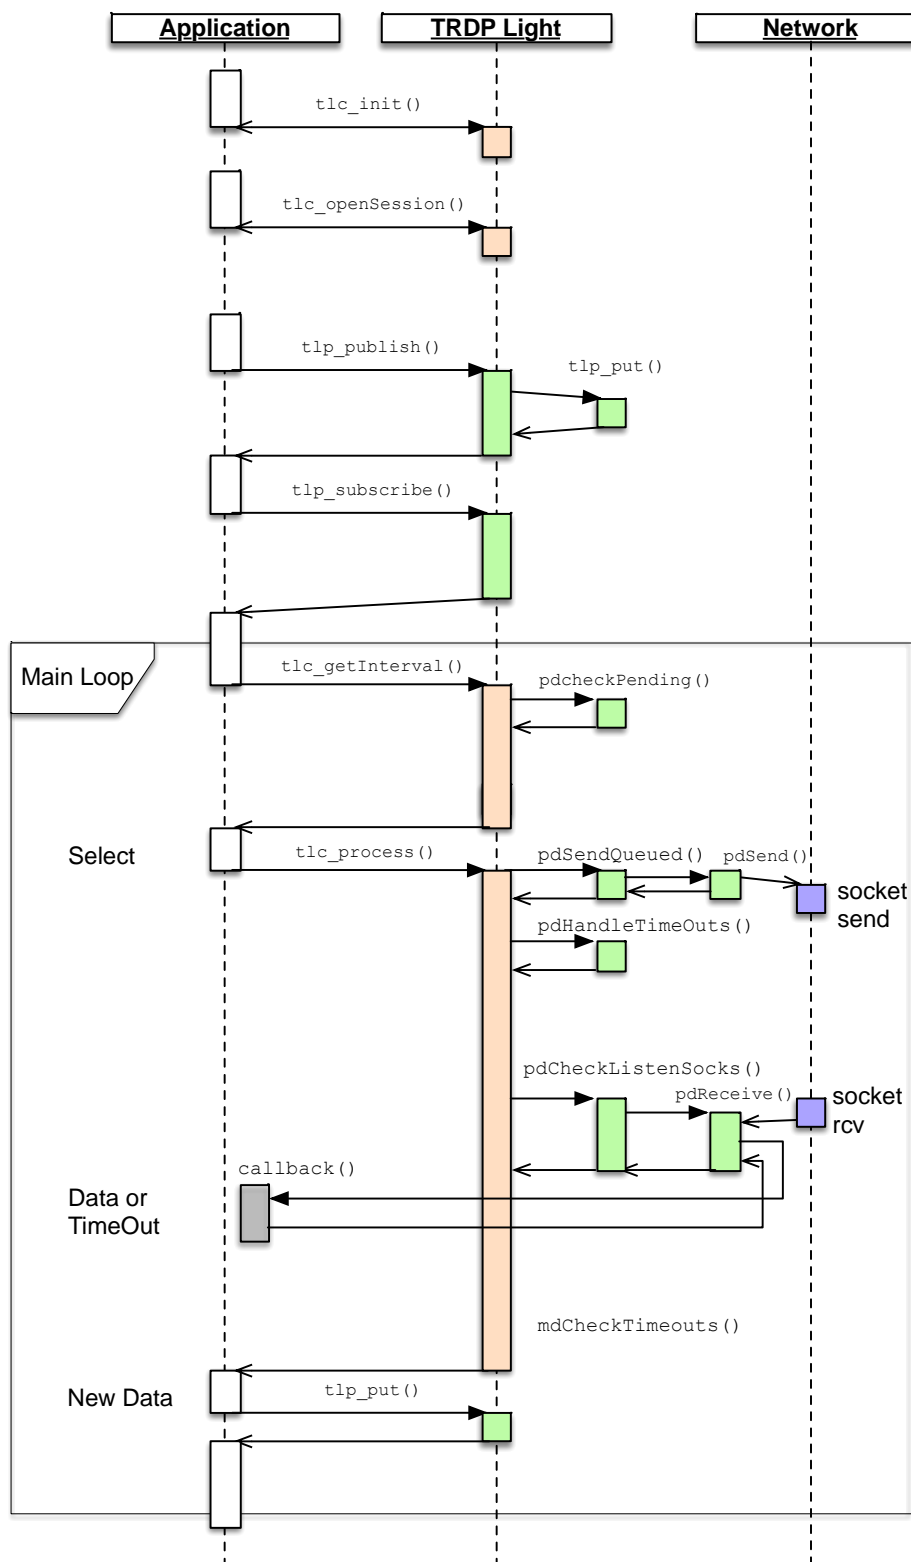 Application
TRDP Light
Network
tlc_init()
tlc_openSession()
tlp_publish()
tlp_put()
tlp_subscribe()
Main Loop
tlc_getInterval()
pdcheckPending()
Select
tlc_process()
pdSendQueued()
pdSend()
socket
send
pdHandleTimeOuts()
pdCheckListenSocks()
pdReceive()
socket
rcv
callback()
Data or
TimeOut
mdCheckTimeouts()
New Data
tlp_put()